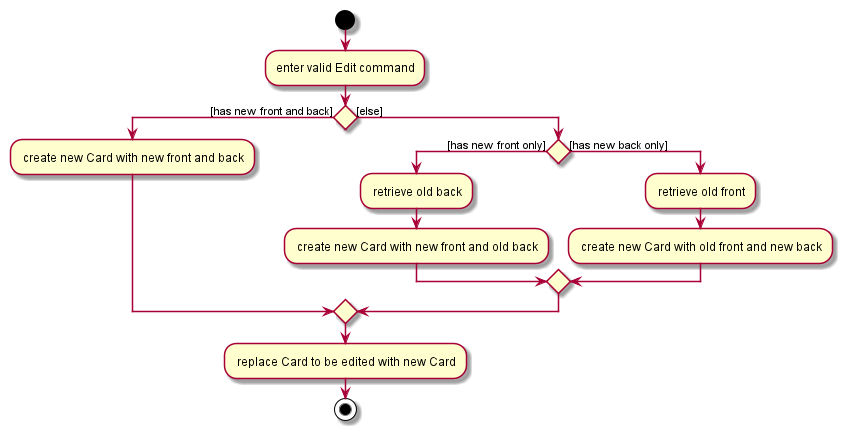 enter valid Edit command
[has new front and back]
[else]
create new Card with new front and back
[has new front only]
[has new back only]
retrieve old back
retrieve old front
create new Card with new front and old back
create new Card with old front and new back
replace Card to be edited with new Card